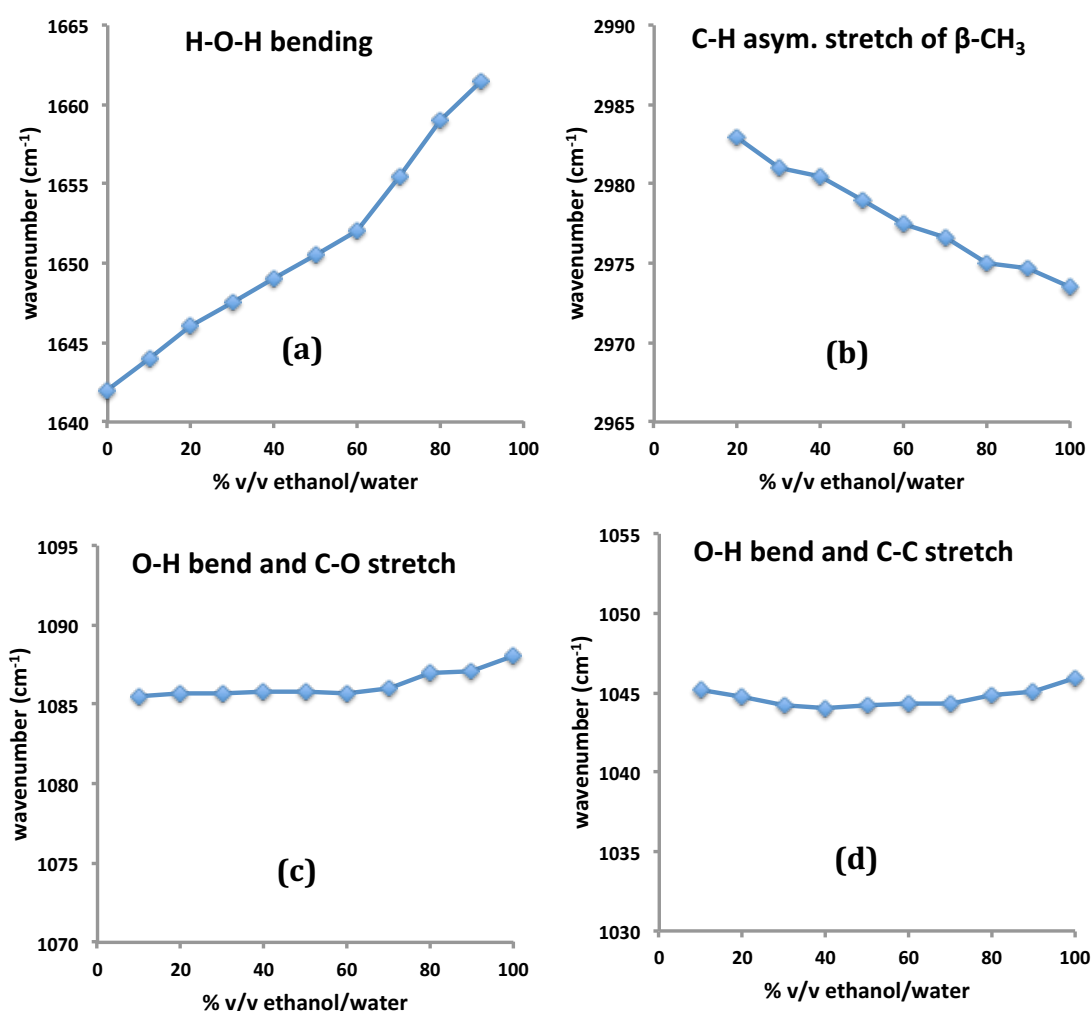 H-O-H bending
wavenumber (cm⁻¹)
1665
1660
1655
1650
1645
1640
0 20 40 60 80 100
% v/v ethanol/water
(a)
C-H asym. stretch of β-CH₃
wavenumber (cm⁻¹)
2990
2985
2980
2975
2970
2965
0 20 40 60 80 100
% v/v ethanol/water
(b)
O-H bend and C-O stretch
wavenumber (cm⁻¹)
1095
1090
1085
1080
1075
1070
0 20 40 60 80 100
% v/v ethanol/water
(c)
O-H bend and C-C stretch
wavenumber (cm⁻¹)
1055
1050
1045
1040
1035
1030
0 20 40 60 80 100
% v/v ethanol/water
(d)